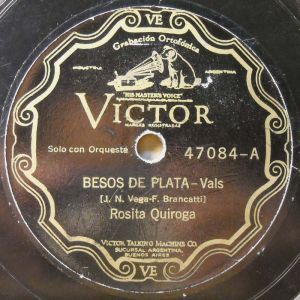 VE
Grabación Ortofónica
INDUSTRIA
ARGENTINA
"HIS MASTER'S VOICE"
VICTOR
MARCAS REGISTRADAS
Solo con Orquesta
47084-A
BESOS DE PLATA-Vals
(J. N. Vega-F. Brancatti)
Rosita Quiroga
VICTOR TALKING MACHINE CO.
SUCURSAL ARGENTINA,
BUENOS AIRES
VE